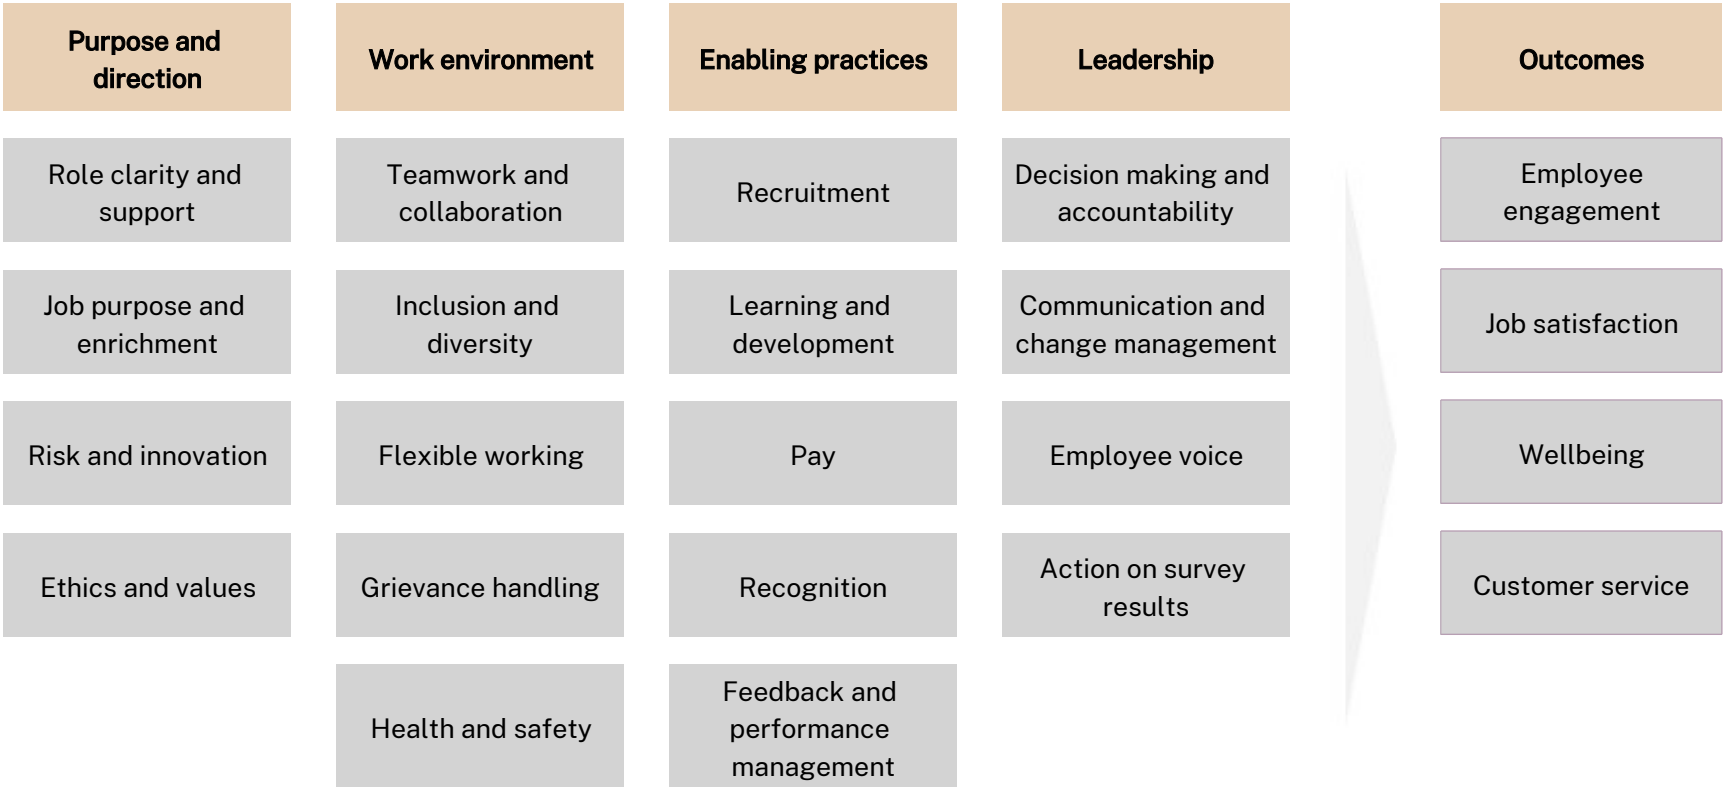 Purpose and
direction
Role clarity and
support
Job purpose and
enrichment
Risk and innovation
Ethics and values
Work environment
Teamwork and
collaboration
Inclusion and
diversity
Flexible working
Grievance handling
Health and safety
Enabling practices
Recruitment
Learning and
development
Pay
Recognition
Feedback and
performance
management
Leadership
Decision making and
accountability
Communication and
change management
Employee voice
Action on survey
results
Outcomes
Employee
engagement
Job satisfaction
Wellbeing
Customer service